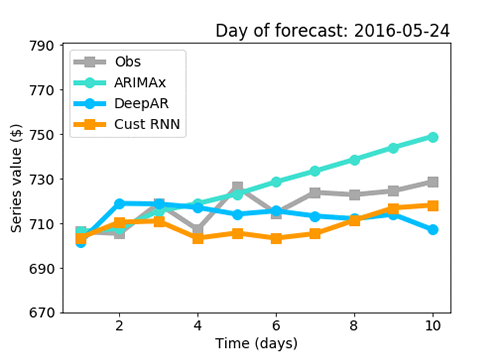 Day of forecast: 2016-05-24
790
770
750
730
710
690
670
Series value ($)
Obs
ARIMAx
DeepAR
Cust RNN
2 4 6 8 10
Time (days)